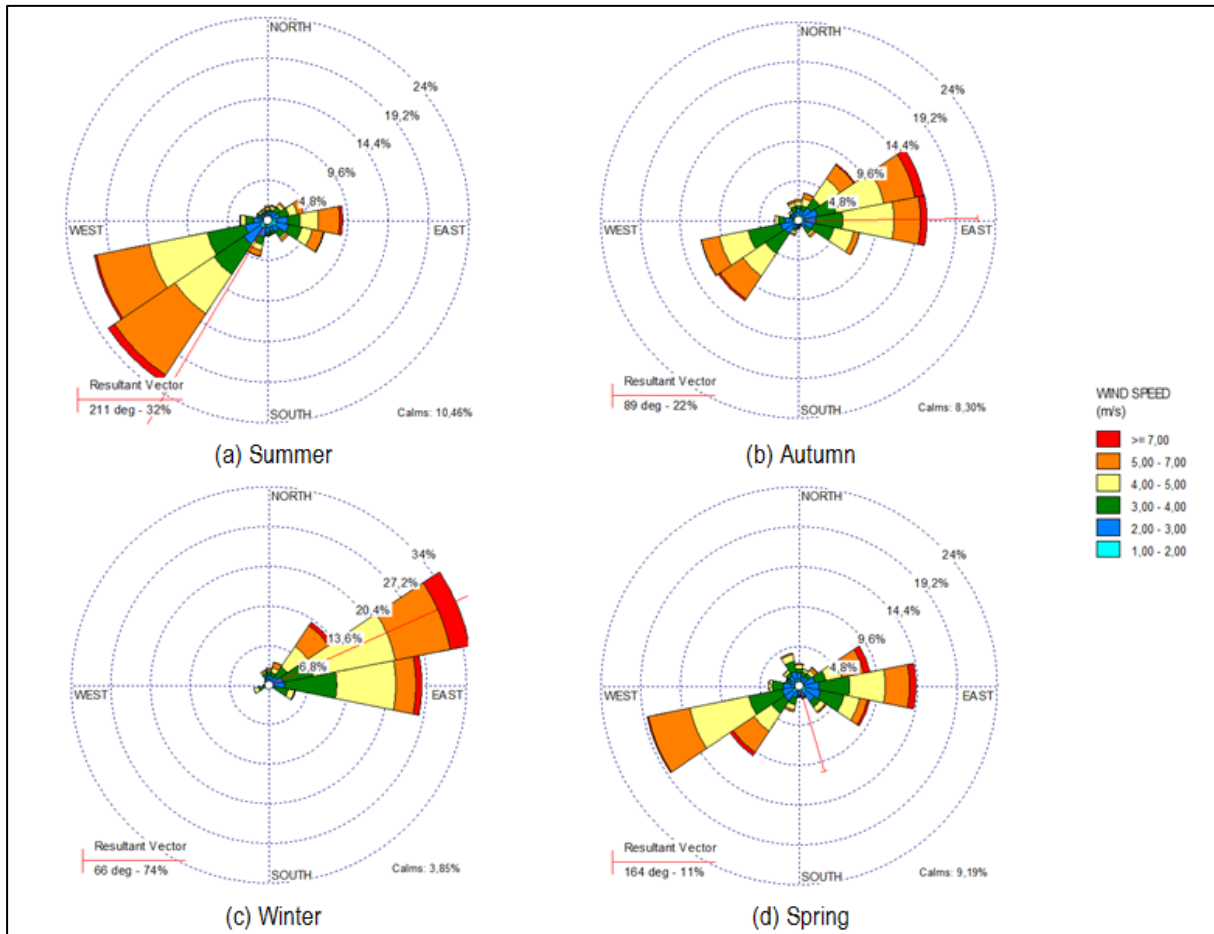 NORTH
24%
19,2%
14,4%
9,6%
4,8%
WEST
EAST
Resultant Vector
211 deg - 32%
SOUTH
Calms: 10,46%
(a) Summer
NORTH
24%
19,2%
14,4%
9,6%
4,8%
WEST
EAST
Resultant Vector
89 deg - 22%
SOUTH
Calms: 8,30%
(b) Autumn
WIND SPEED
(m/s)
>= 7,00
5,00 - 7,00
4,00 - 5,00
3,00 - 4,00
2,00 - 3,00
1,00 - 2,00
NORTH
34%
27,2%
20,4%
13,6%
6,8%
WEST
EAST
Resultant Vector
66 deg - 74%
SOUTH
Calms: 3,85%
(c) Winter
NORTH
24%
19,2%
14,4%
9,6%
4,8%
WEST
EAST
Resultant Vector
164 deg - 11%
SOUTH
Calms: 9,19%
(d) Spring